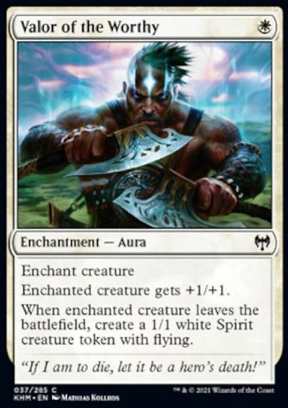 Valor of the Worthy
Enchantment — Aura
Enchant creature
Enchanted creature gets +1/+1.
When enchanted creature leaves the
battlefield, create a 1/1 white Spirit
creature token with flying.
"If I am to die, let it be a hero's death!"
037/285 C
KHM • EN Mathias Kollros
™ & © 2021 Wizards of the Coast